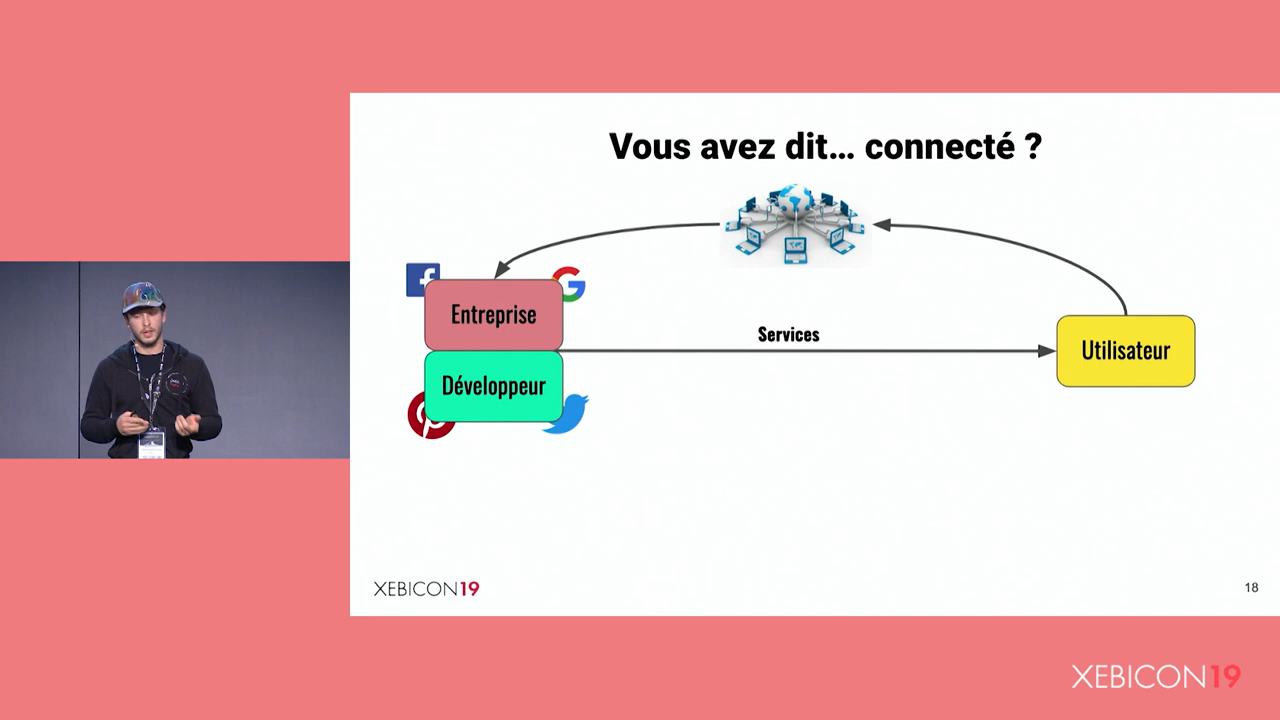 Vous avez dit... connecté ?
Entreprise
Services
Utilisateur
Développeur
XEBICON19
18
XEBICON19